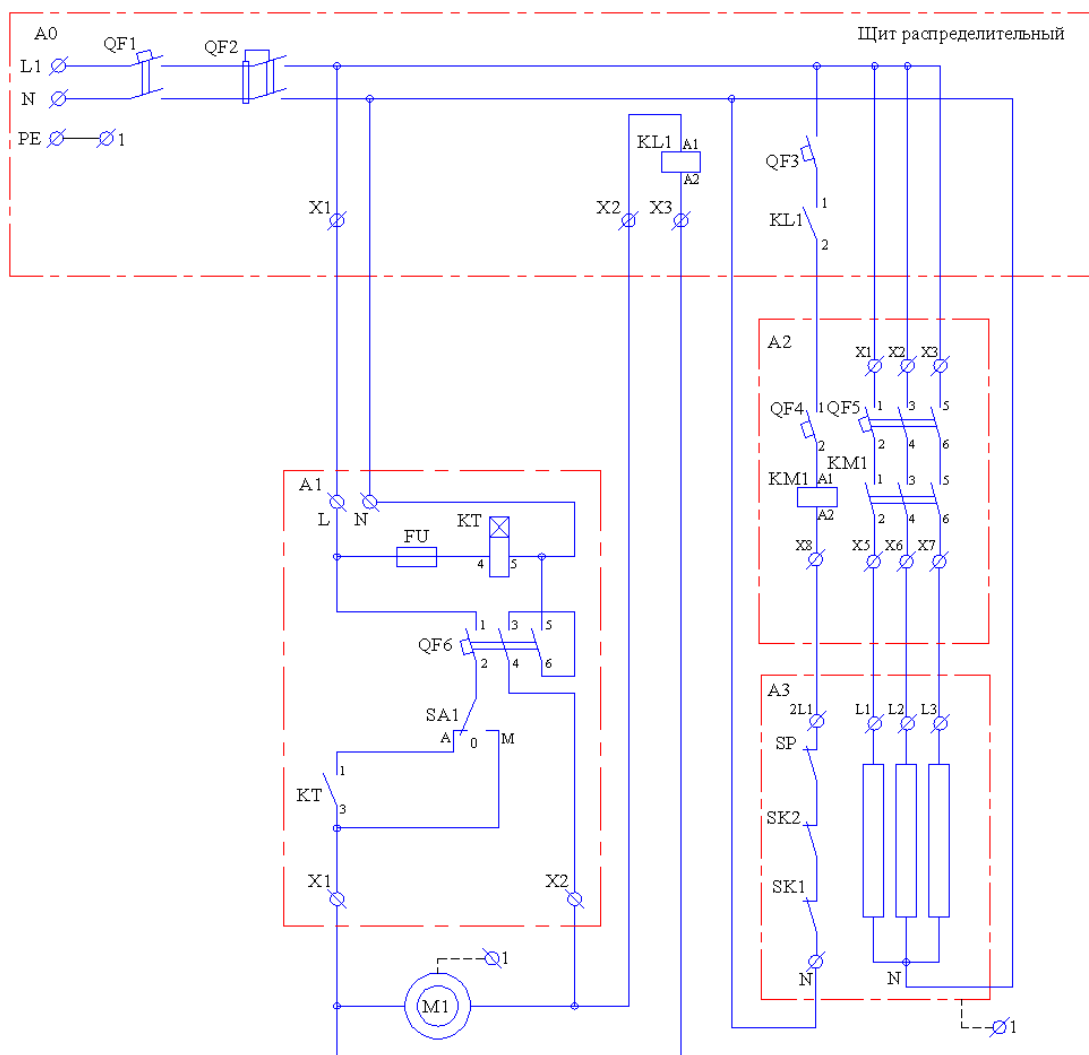 A0
Щит распределительный
QF1
QF2
L1
N
PE
1
KL1
A1
A2
QF3
X1
X2
X3
KL1
1
2
A2
X1
X2
X3
QF4
1
2
QF5
1
3
5
2
4
6
KM1
KM1
A1
A2
1
3
5
2
4
6
X8
X5
X6
X7
A1
L
N
FU
KT
4
5
QF6
1
3
5
2
4
6
SA1
A
0
M
KT
1
3
X1
X2
M1
1
A3
2L1
L1
L2
L3
SP
SK2
SK1
N
N
1